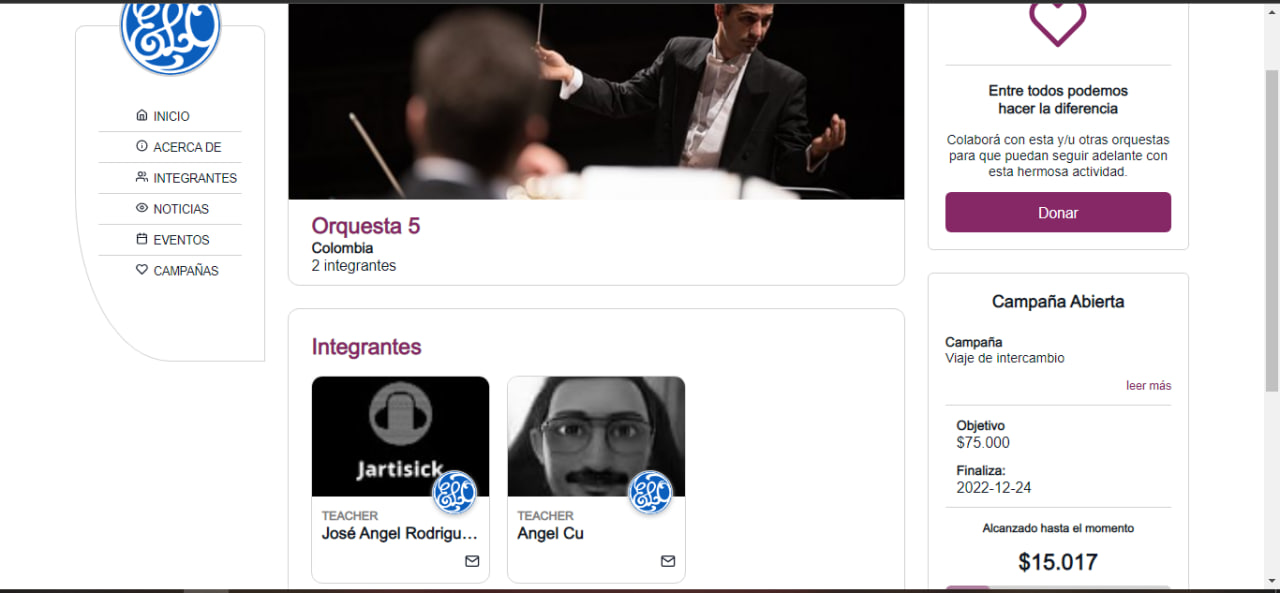 ELO
INICIO
ACERCA DE
INTEGRANTES
NOTICIAS
EVENTOS
CAMPAÑAS
Orquesta 5
Colombia
2 integrantes
Integrantes
Jartisick
ELO
TEACHER
José Angel Rodrigu…
ELO
TEACHER
Angel Cu
Entre todos podemos
hacer la diferencia
Colaborá con esta y/u otras orquestas
para que puedan seguir adelante con
esta hermosa actividad.
Donar
Campaña Abierta
Campaña
Viaje de intercambio
leer más
Objetivo
$75.000
Finaliza:
2022-12-24
Alcanzado hasta el momento
$15.017